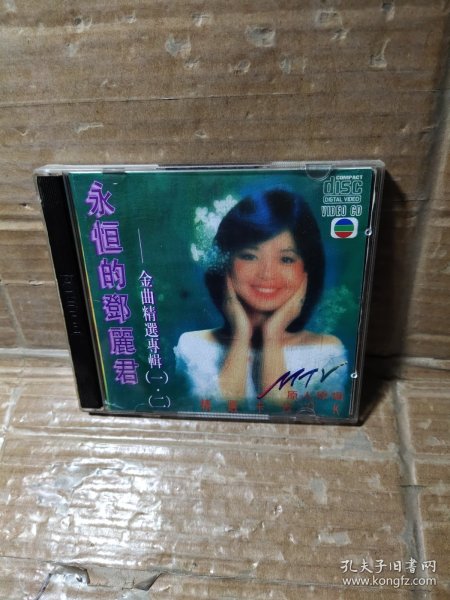 永恒的鄧麗君
——金曲精選專輯(一、二)
COMPACT
disc
DIGITAL VIDEO
VIDEO CD
MTV
孔夫子旧书网
www.kongfz.com